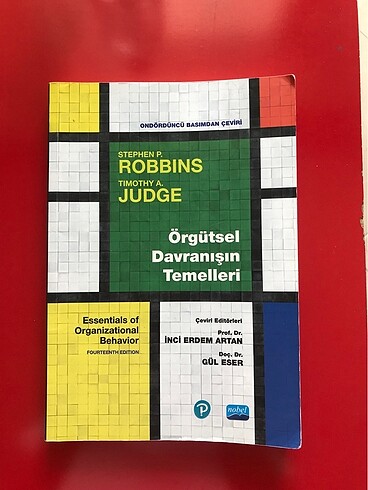 ONDÖRDÜNCÜ BASIMDAN ÇEVİRİ
STEPHEN P.
ROBBINS
TIMOTHY A.
JUDGE
Örgütsel
Davranışın
Temelleri
Essentials of
Organizational
Behavior
FOURTEENTH EDITION
Çeviri Editörleri
Prof. Dr.
İNCİ ERDEM ARTAN
Doç. Dr.
GÜL ESER
P
nobel